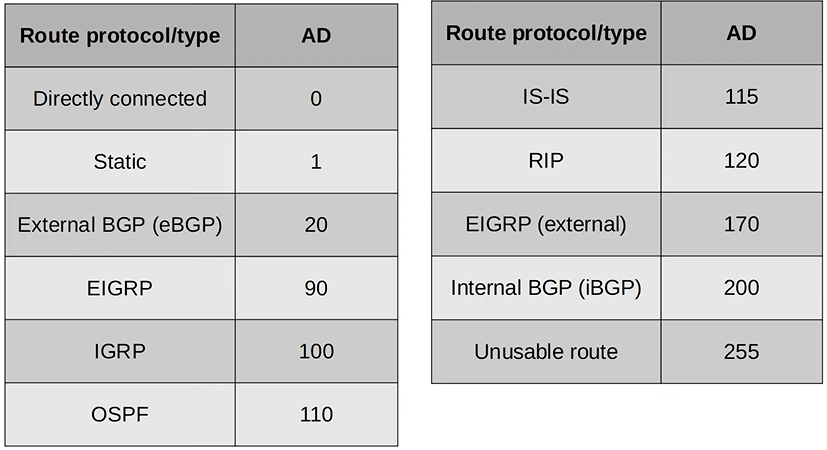 Route protocol/type AD
Directly connected 0
Static 1
External BGP (eBGP) 20
EIGRP 90
IGRP 100
OSPF 110
Route protocol/type AD
IS-IS 115
RIP 120
EIGRP (external) 170
Internal BGP (iBGP) 200
Unusable route 255